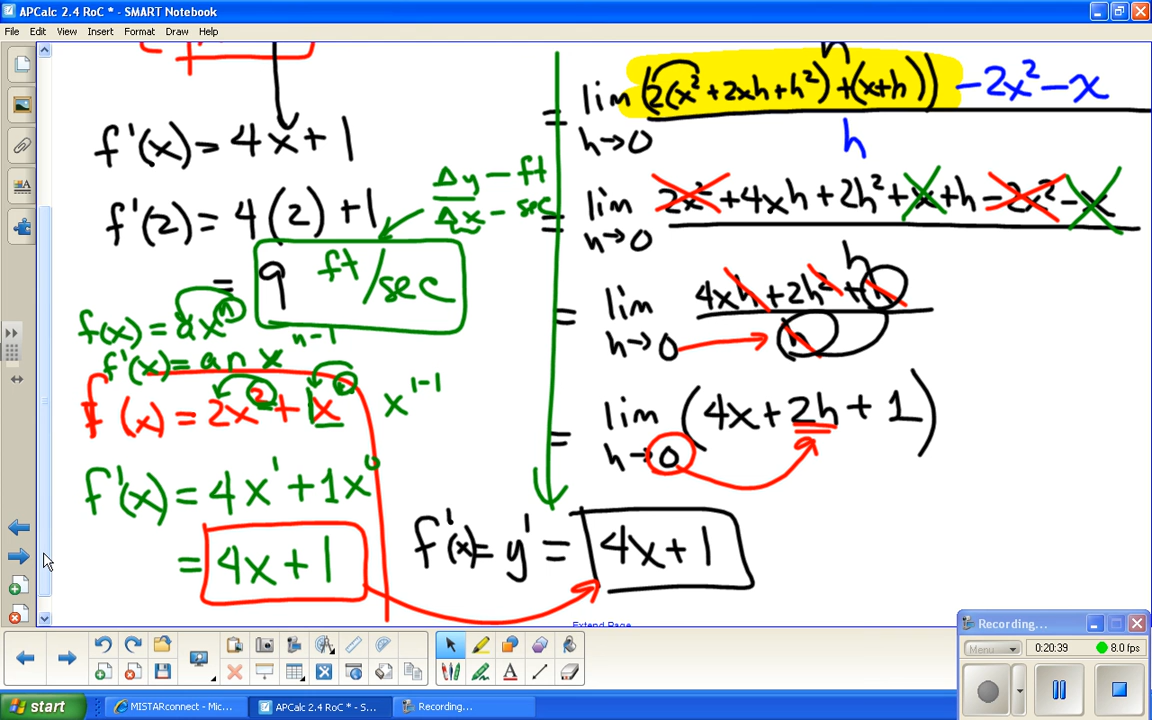 APCalc 2.4 RoC * - SMART Notebook
File Edit View Insert Format Draw Help
f'(x) = 4x + 1
f'(2) = 4(2) + 1
Δy - ft
Δx - sec
= 9 ft/sec
f(x) = ax^n
f'(x) = a n x^{n-1}
f(x) = 2x^2 + 1x x^{1-1}
f'(x) = 4x^1 + 1x^0
= 4x + 1
h
= lim h→0 (2(x^2 + 2xh + h^2) + (x+h)) - 2x^2 - x
h
= lim h→0 2x^2 + 4xh + 2h^2 + x + h - 2x^2 - x
h
= lim h→0 4xh + 2h^2 + h
h
= lim h→0 (4x + 2h + 1)
f'(x) = y' = 4x + 1
Extend Page
Recording...
Menu
0:20:39
8.0 fps
start
MISTARconnect - Mic...
APCalc 2.4 RoC * - S...
Recording...